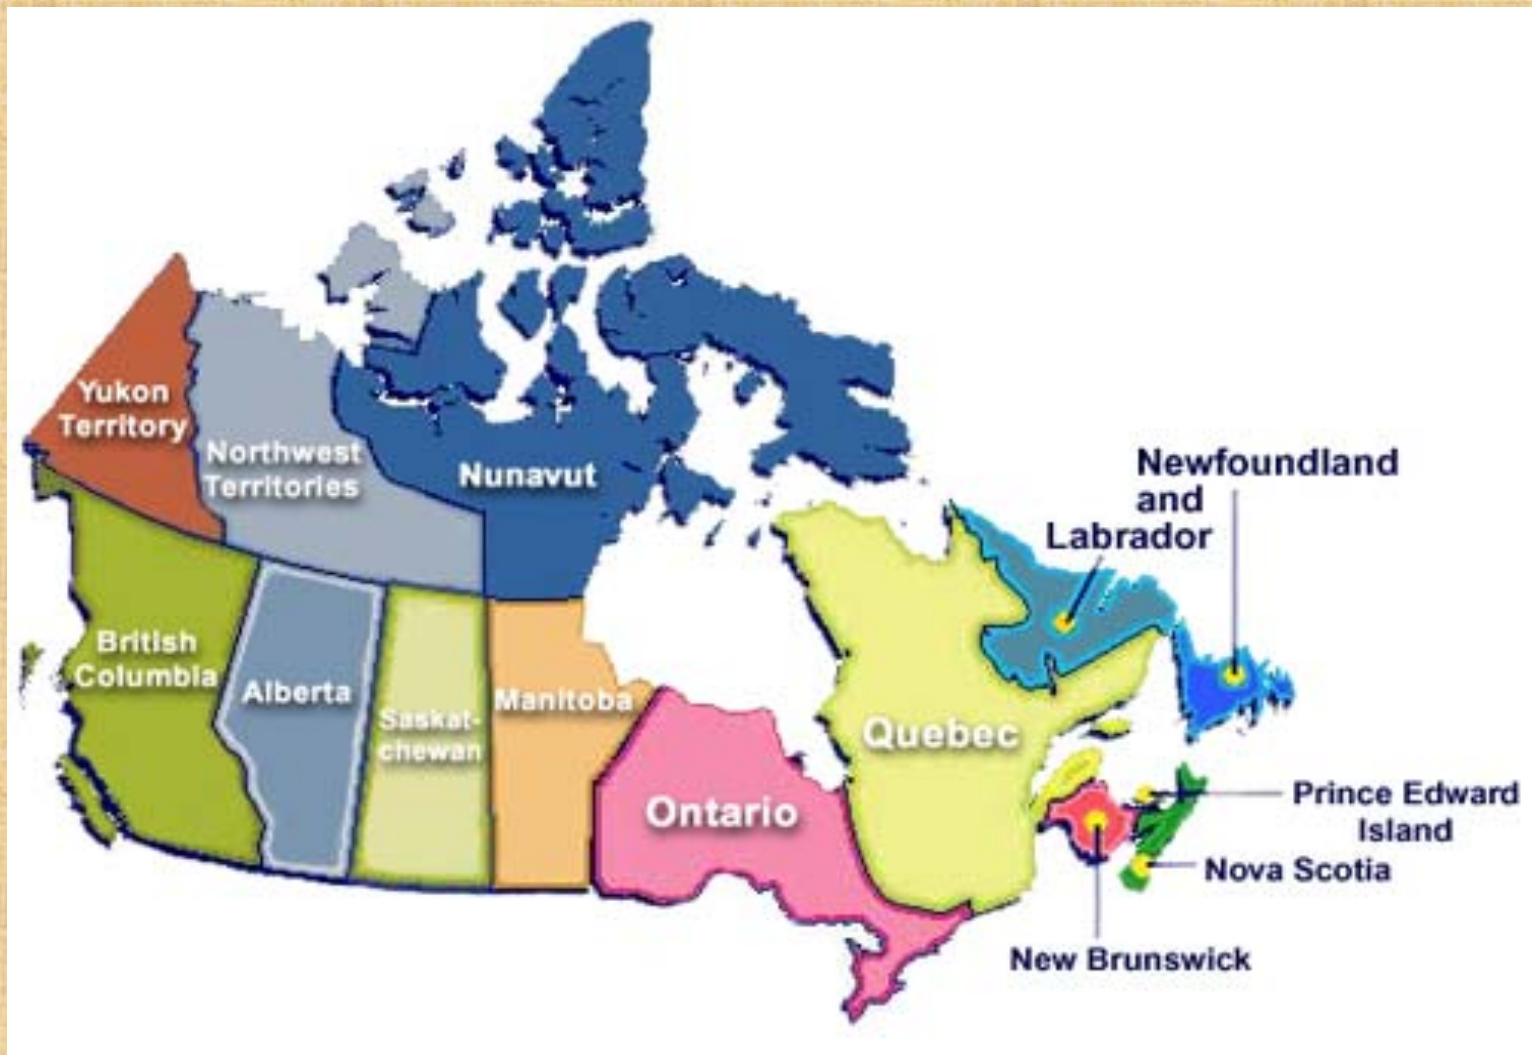 Yukon
Territory
Northwest
Territories
Nunavut
Newfoundland
and
Labrador
British
Columbia
Alberta
Saskat-
chewan
Manitoba
Ontario
Quebec
Prince Edward
Island
Nova Scotia
New Brunswick